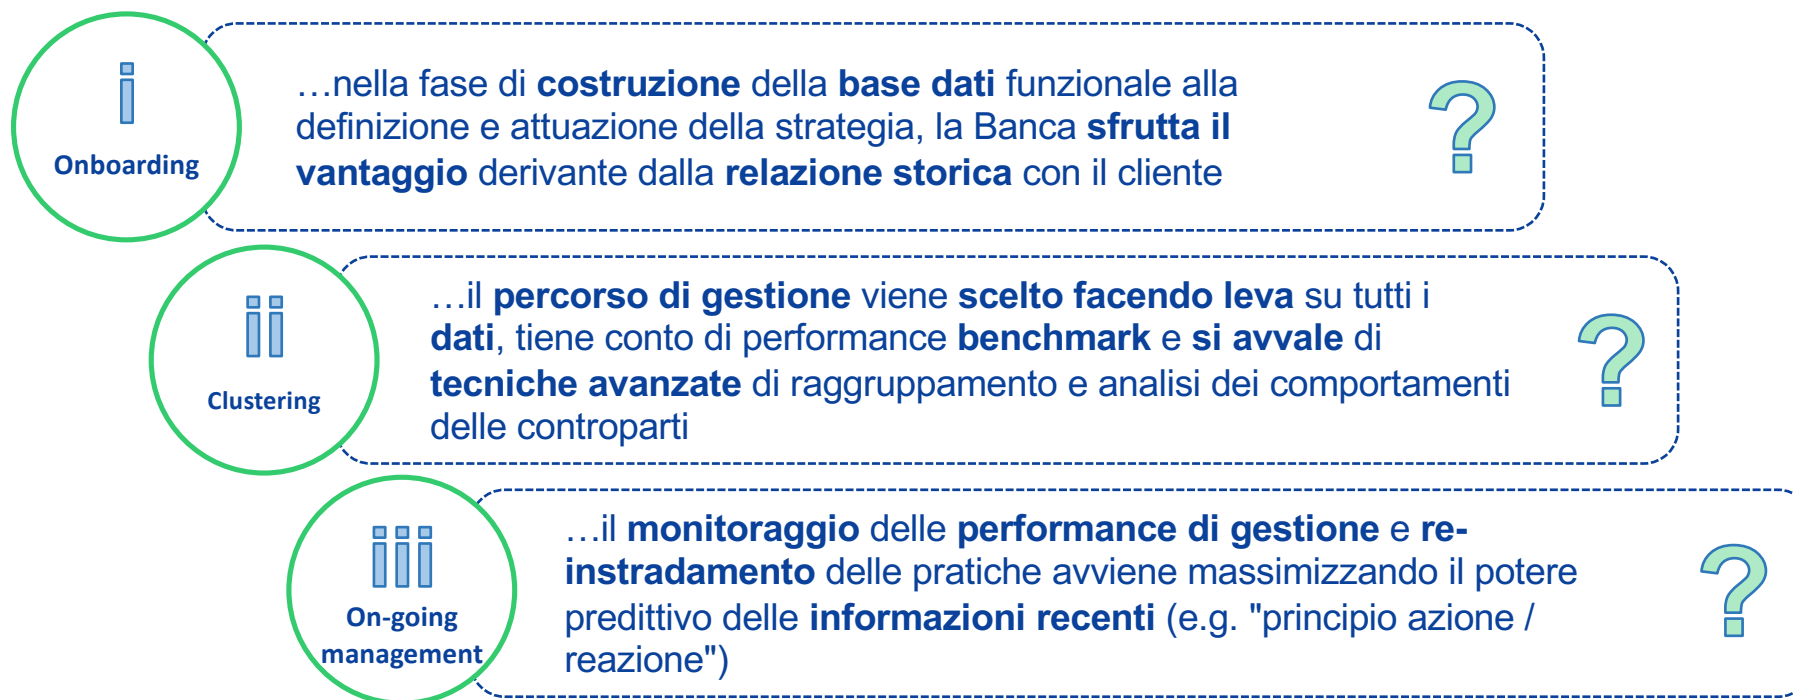 i
Onboarding
…nella fase di costruzione della base dati funzionale alla
definizione e attuazione della strategia, la Banca sfrutta il
vantaggio derivante dalla relazione storica con il cliente
?
ii
Clustering
…il percorso di gestione viene scelto facendo leva su tutti i
dati, tiene conto di performance benchmark e si avvale di
tecniche avanzate di raggruppamento e analisi dei comportamenti
delle controparti
?
iii
On-going
management
…il monitoraggio delle performance di gestione e re-
instradamento delle pratiche avviene massimizzando il potere
predittivo delle informazioni recenti (e.g. "principio azione /
reazione")
?